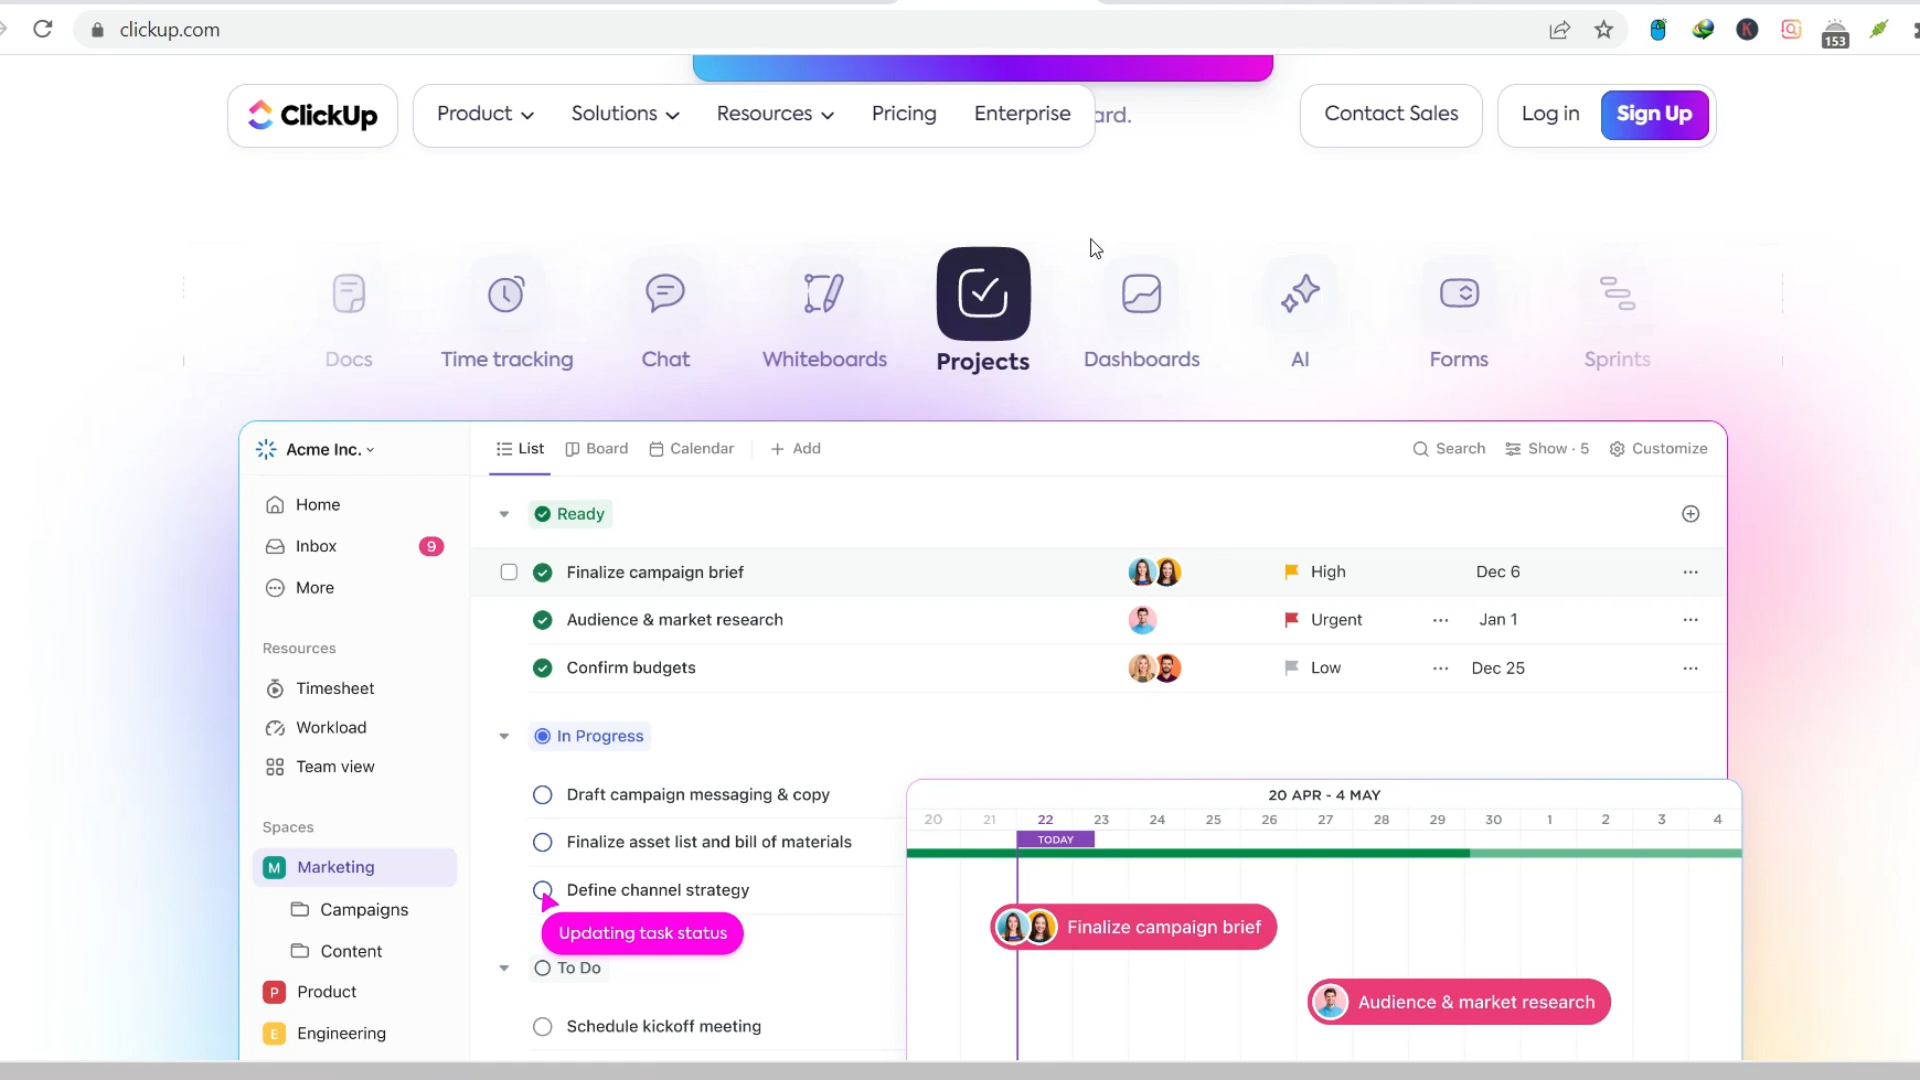 clickup.com
153
ClickUp
Product
Solutions
Resources
Pricing
Enterprise
ard.
Contact Sales
Log in
Sign Up
Docs
Time tracking
Chat
Whiteboards
Projects
Dashboards
AI
Forms
Sprints
Acme Inc.
List
Board
Calendar
+ Add
Search
Show · 5
Customize
Home
Inbox 9
More
Resources
Timesheet
Workload
Team view
Spaces
M Marketing
Campaigns
Content
P Product
E Engineering
Ready
Finalize campaign brief High Dec 6 ...
Audience & market research Urgent ... Jan 1 ...
Confirm budgets Low ... Dec 25 ...
In Progress
Draft campaign messaging & copy
Finalize asset list and bill of materials
Define channel strategy
Updating task status
To Do
Schedule kickoff meeting
20 APR - 4 MAY
20 21 22 23 24 25 26 27 28 29 30 1 2 3 4
TODAY
Finalize campaign brief
Audience & market research